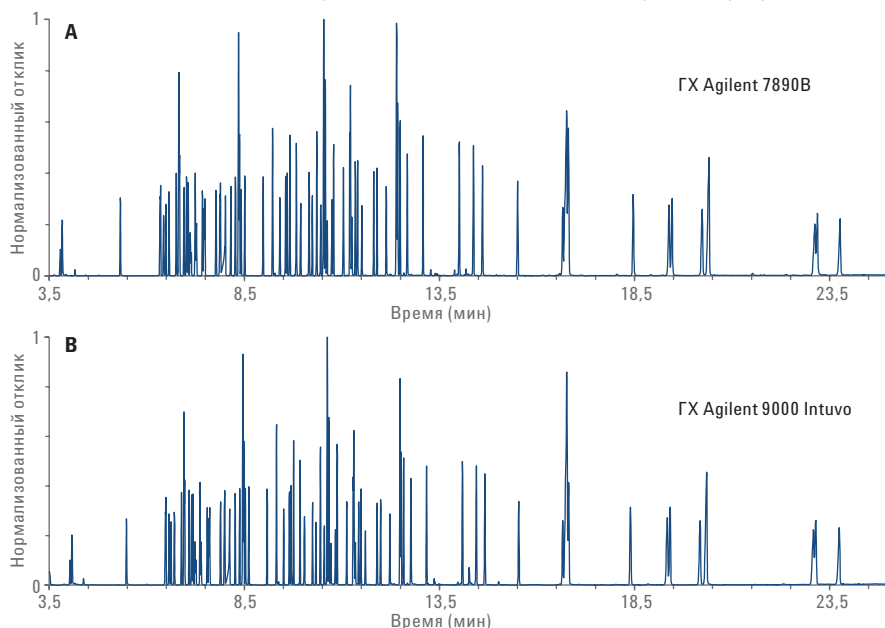 1
A
ГХ Agilent 7890B
Нормализованный отклик
0
3,5 8,5 13,5 18,5 23,5
Время (мин)
1
B
ГХ Agilent 9000 Intuvo
Нормализованный отклик
0
3,5 8,5 13,5 18,5 23,5
Время (мин)